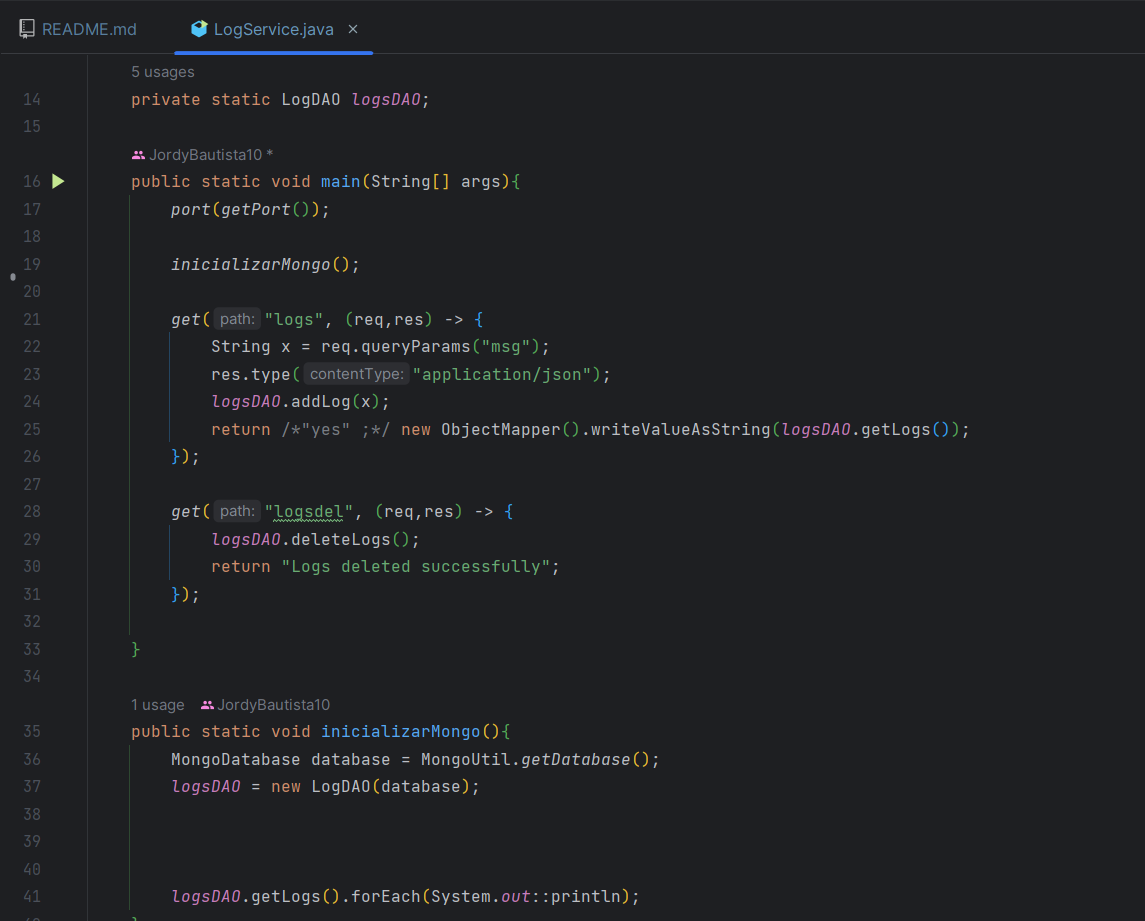 README.md LogService.java
5 usages
14 private static LogDAO logsDAO;
15
JordyBautista10 *
16 public static void main(String[] args){
17 port(getPort());
18
19 inicializarMongo();
20
21 get( path: "logs", (req,res) -> {
22 String x = req.queryParams("msg");
23 res.type( contentType: "application/json");
24 logsDAO.addLog(x);
25 return /*"yes" ;*/ new ObjectMapper().writeValueAsString(logsDAO.getLogs());
26 });
27
28 get( path: "logsdel", (req,res) -> {
29 logsDAO.deleteLogs();
30 return "Logs deleted successfully";
31 });
32
33 }
34
1 usage JordyBautista10
35 public static void inicializarMongo(){
36 MongoDatabase database = MongoUtil.getDatabase();
37 logsDAO = new LogDAO(database);
38
39
40
41 logsDAO.getLogs().forEach(System.out::println);